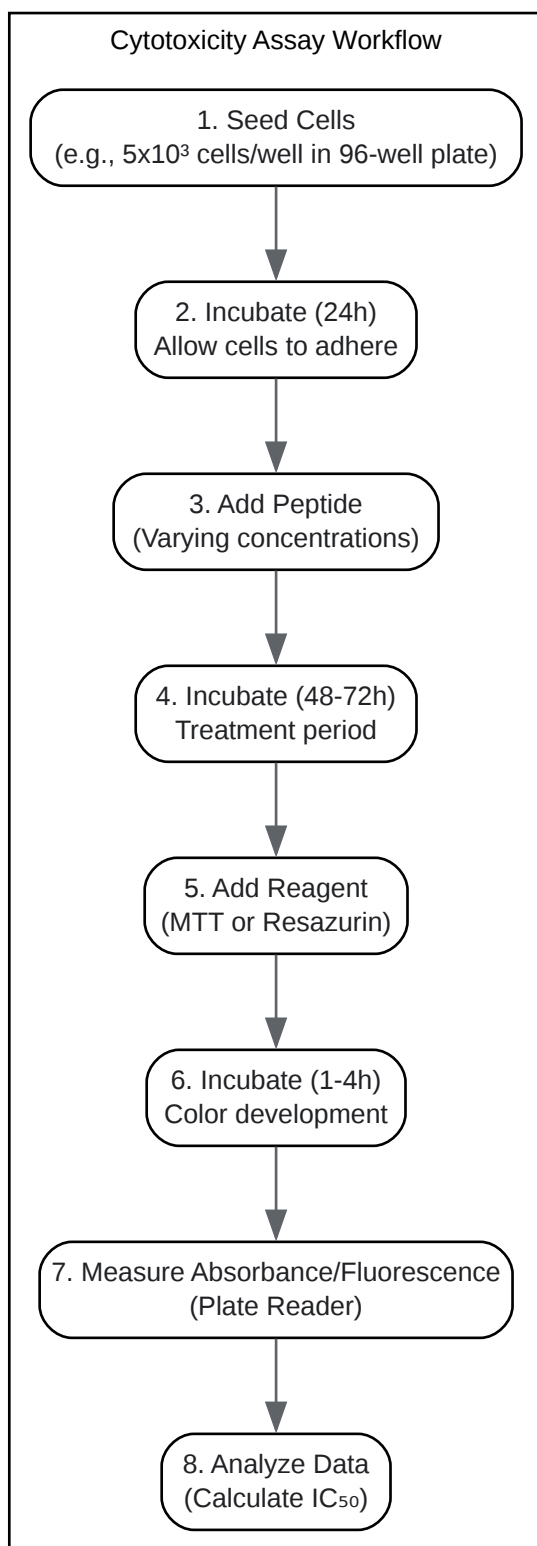 Cytotoxicity Assay Workflow
1. Seed Cells
(e.g., 5x10³ cells/well in 96-well plate)
2. Incubate (24h)
Allow cells to adhere
3. Add Peptide
(Varying concentrations)
4. Incubate (48-72h)
Treatment period
5. Add Reagent
(MTT or Resazurin)
6. Incubate (1-4h)
Color development
7. Measure Absorbance/Fluorescence
(Plate Reader)
8. Analyze Data
(Calculate IC₅₀)